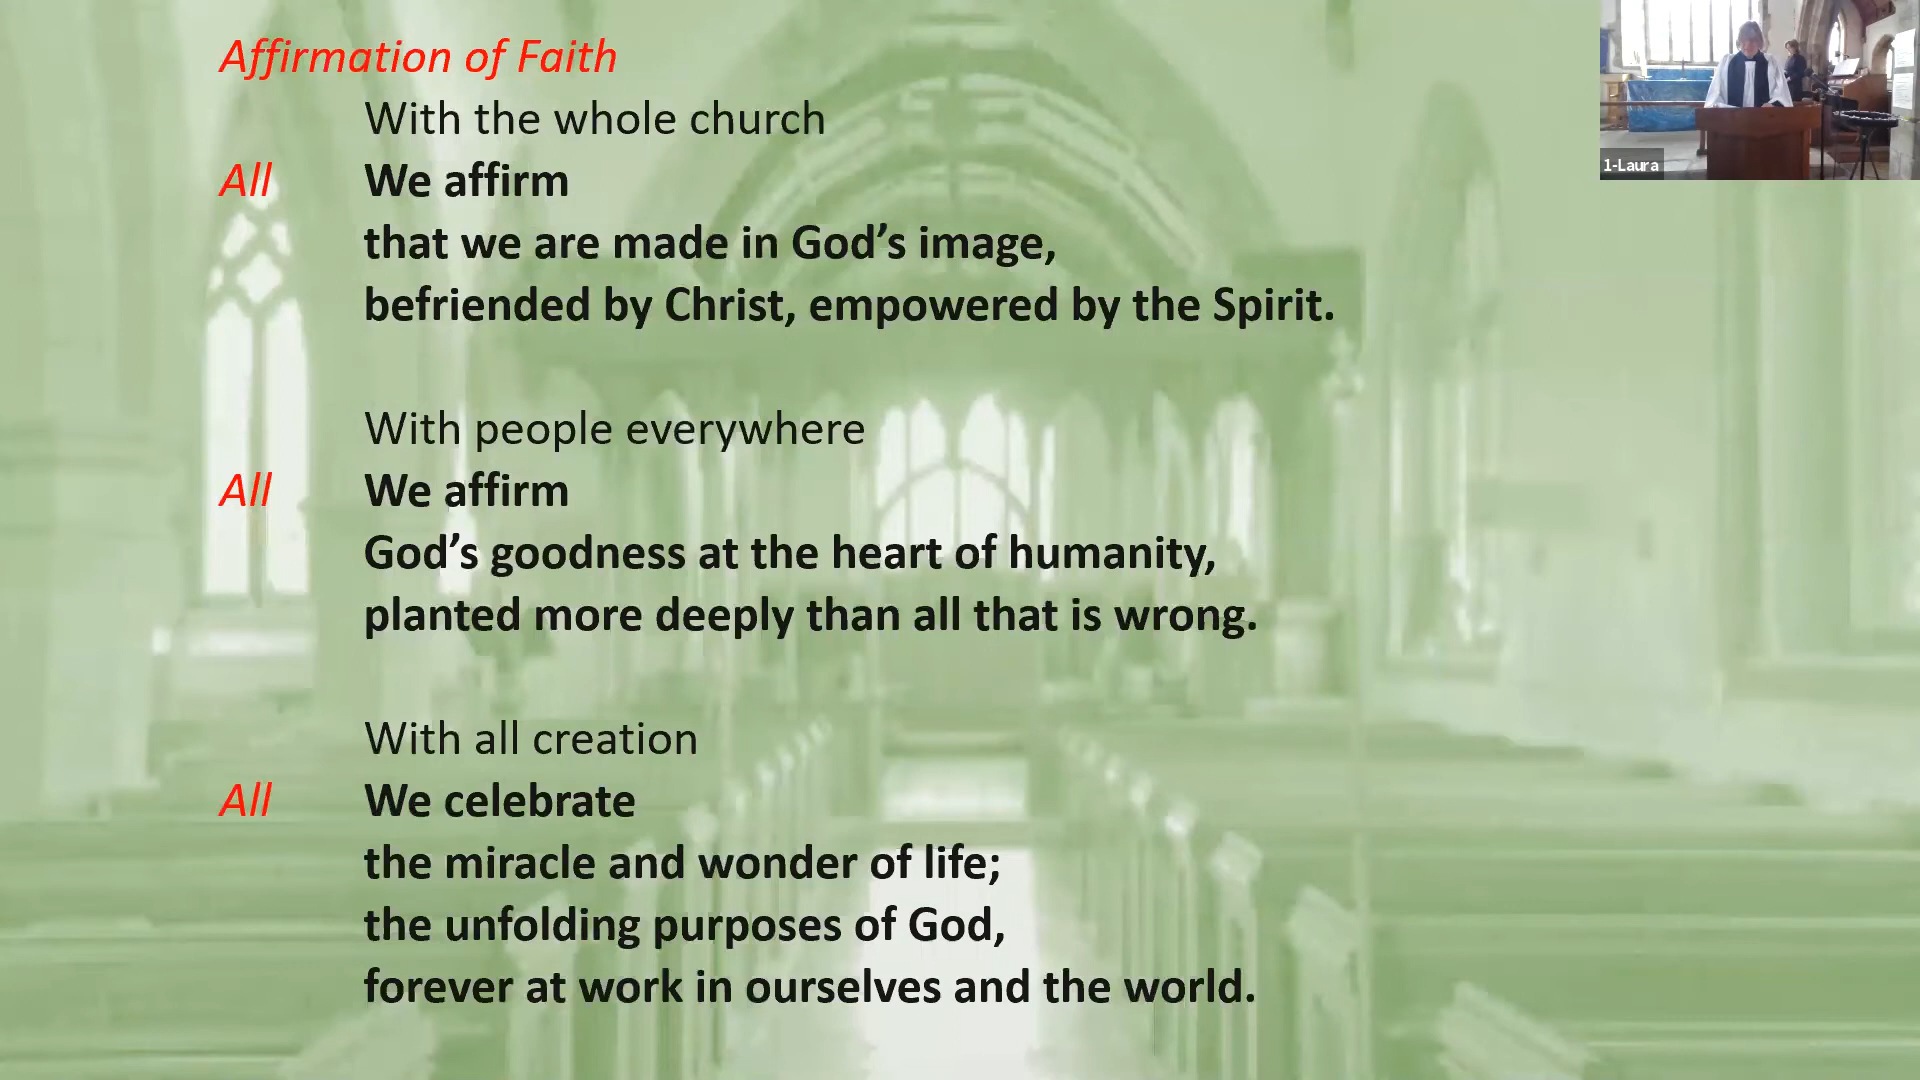 Affirmation of Faith
With the whole church
All We affirm
that we are made in God’s image,
befriended by Christ, empowered by the Spirit.
With people everywhere
All We affirm
God’s goodness at the heart of humanity,
planted more deeply than all that is wrong.
With all creation
All We celebrate
the miracle and wonder of life;
the unfolding purposes of God,
forever at work in ourselves and the world.
1-Laura